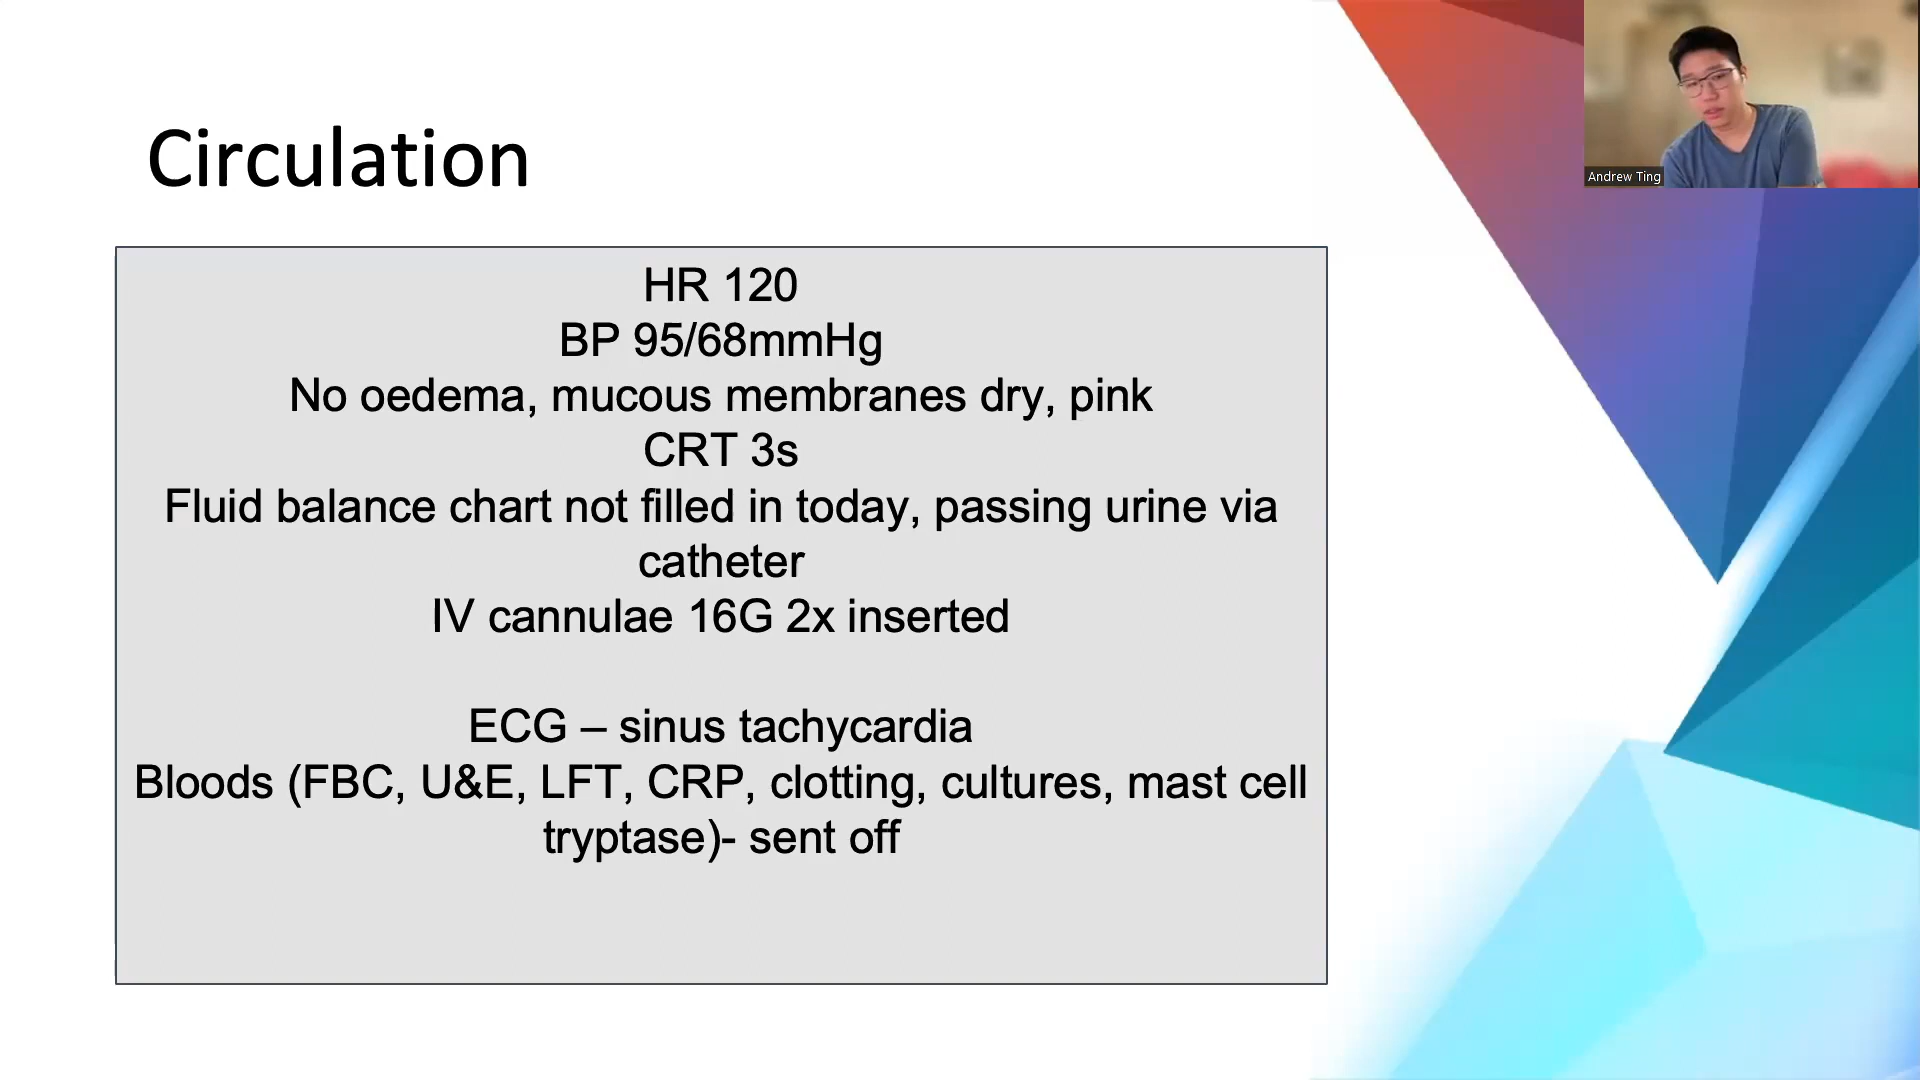 Circulation
Andrew Ting
HR 120
BP 95/68mmHg
No oedema, mucous membranes dry, pink
CRT 3s
Fluid balance chart not filled in today, passing urine via
catheter
IV cannulae 16G 2x inserted
ECG – sinus tachycardia
Bloods (FBC, U&E, LFT, CRP, clotting, cultures, mast cell
tryptase)- sent off